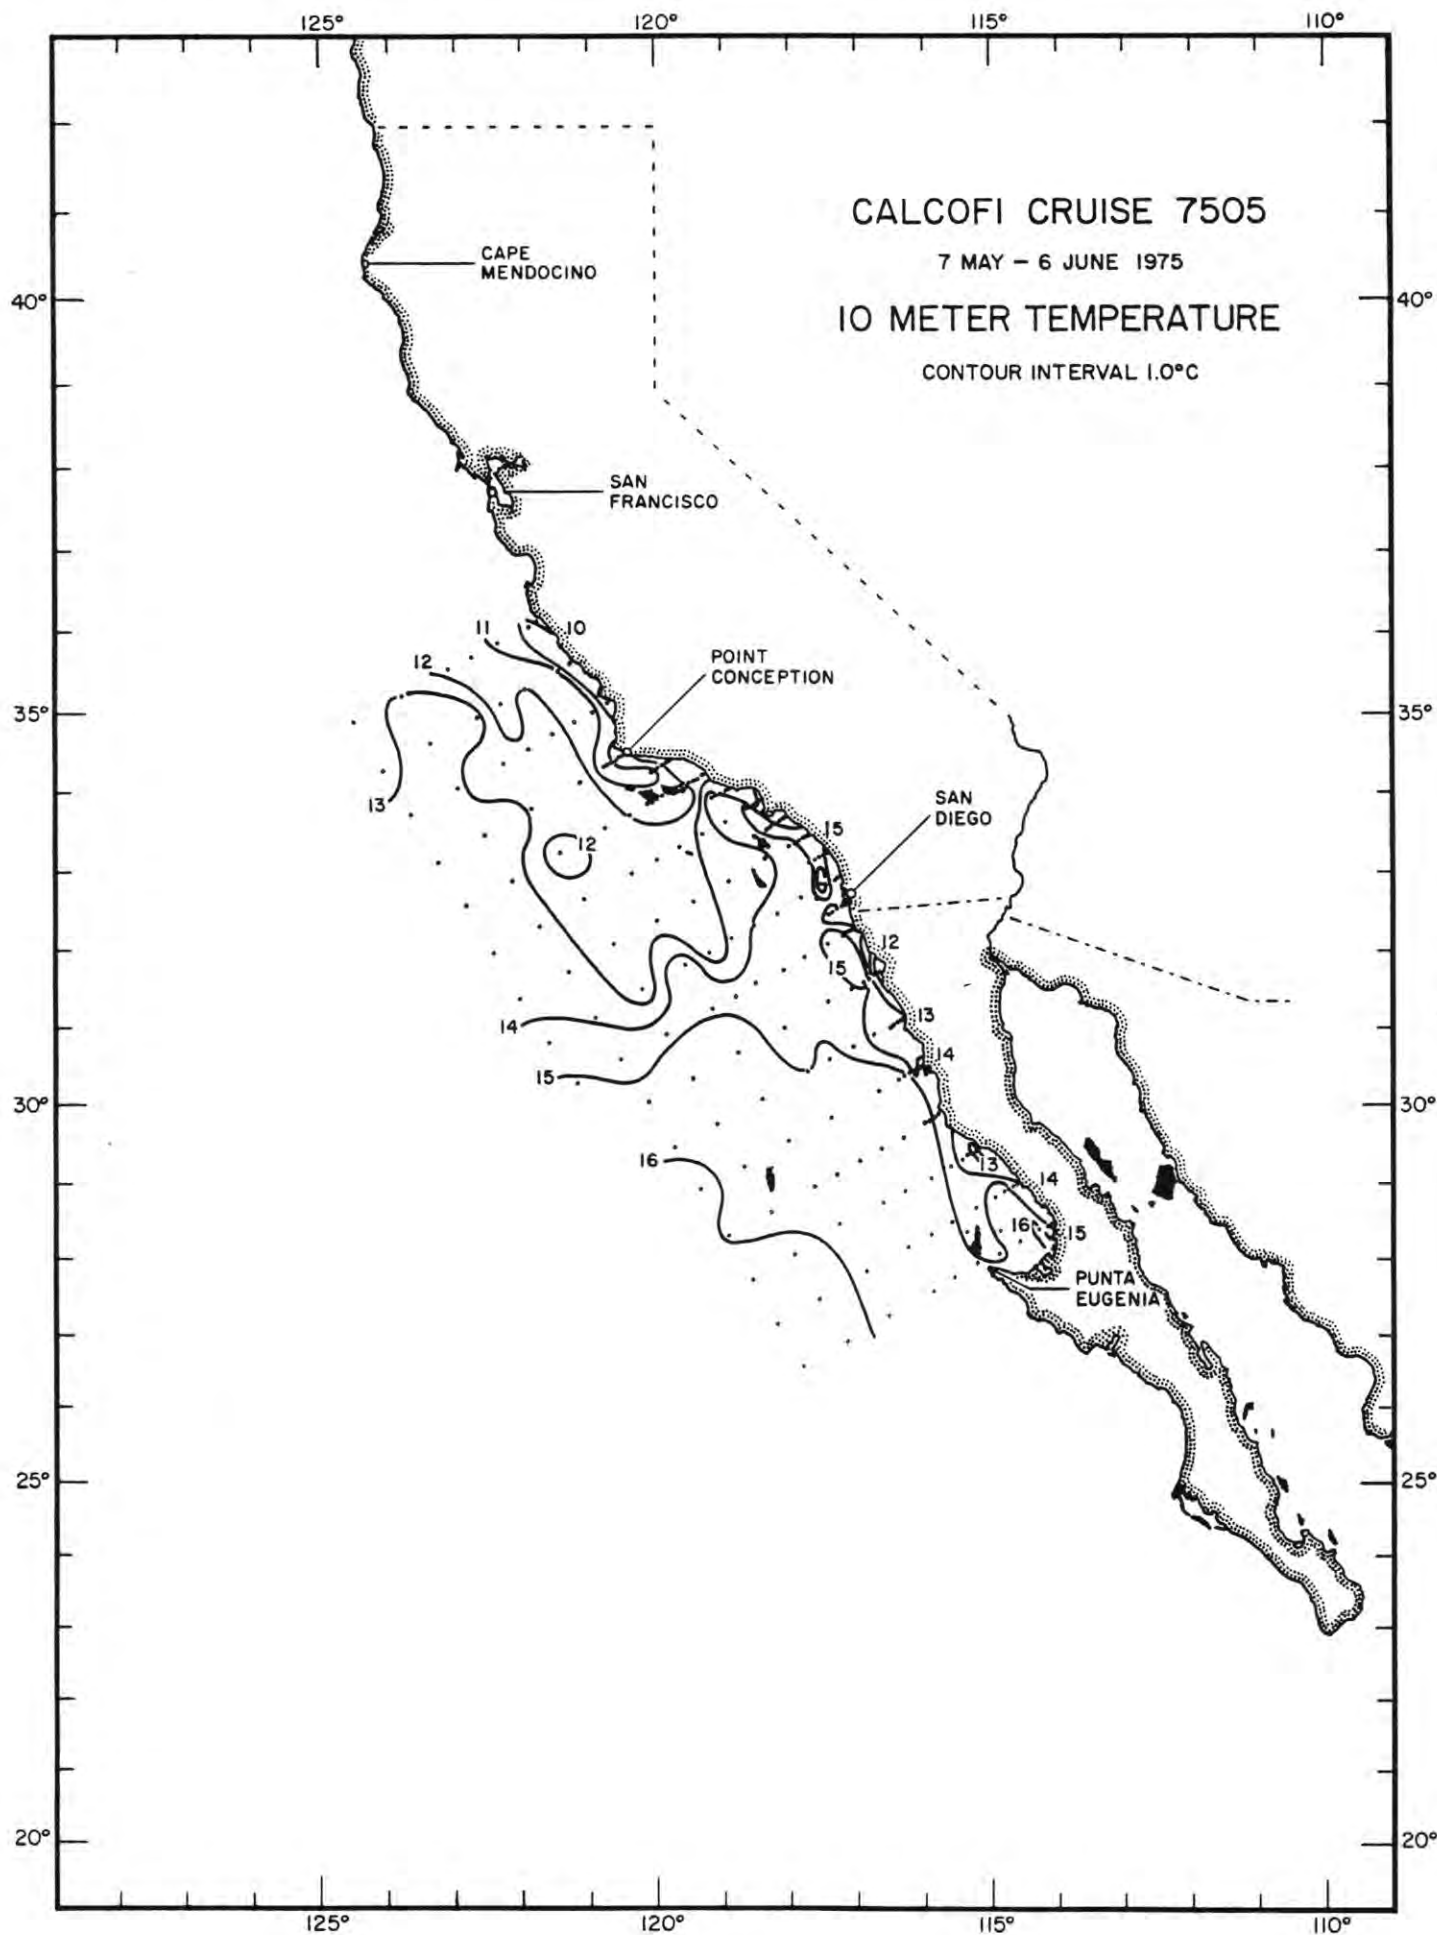 125° 120° 115° 110°
CALCOFI CRUISE 7505
7 MAY – 6 JUNE 1975
CAPE
MENDOCINO
40° 40°
10 METER TEMPERATURE
CONTOUR INTERVAL 1.0°C
SAN
FRANCISCO
11 10
12
POINT
CONCEPTION
35° 35°
13
SAN
DIEGO
15
12
12
15
14 13
14
15
30° 30°
16 13
14
16 15
PUNTA
EUGENIA
25° 25°
20° 20°
125° 120° 115° 110°